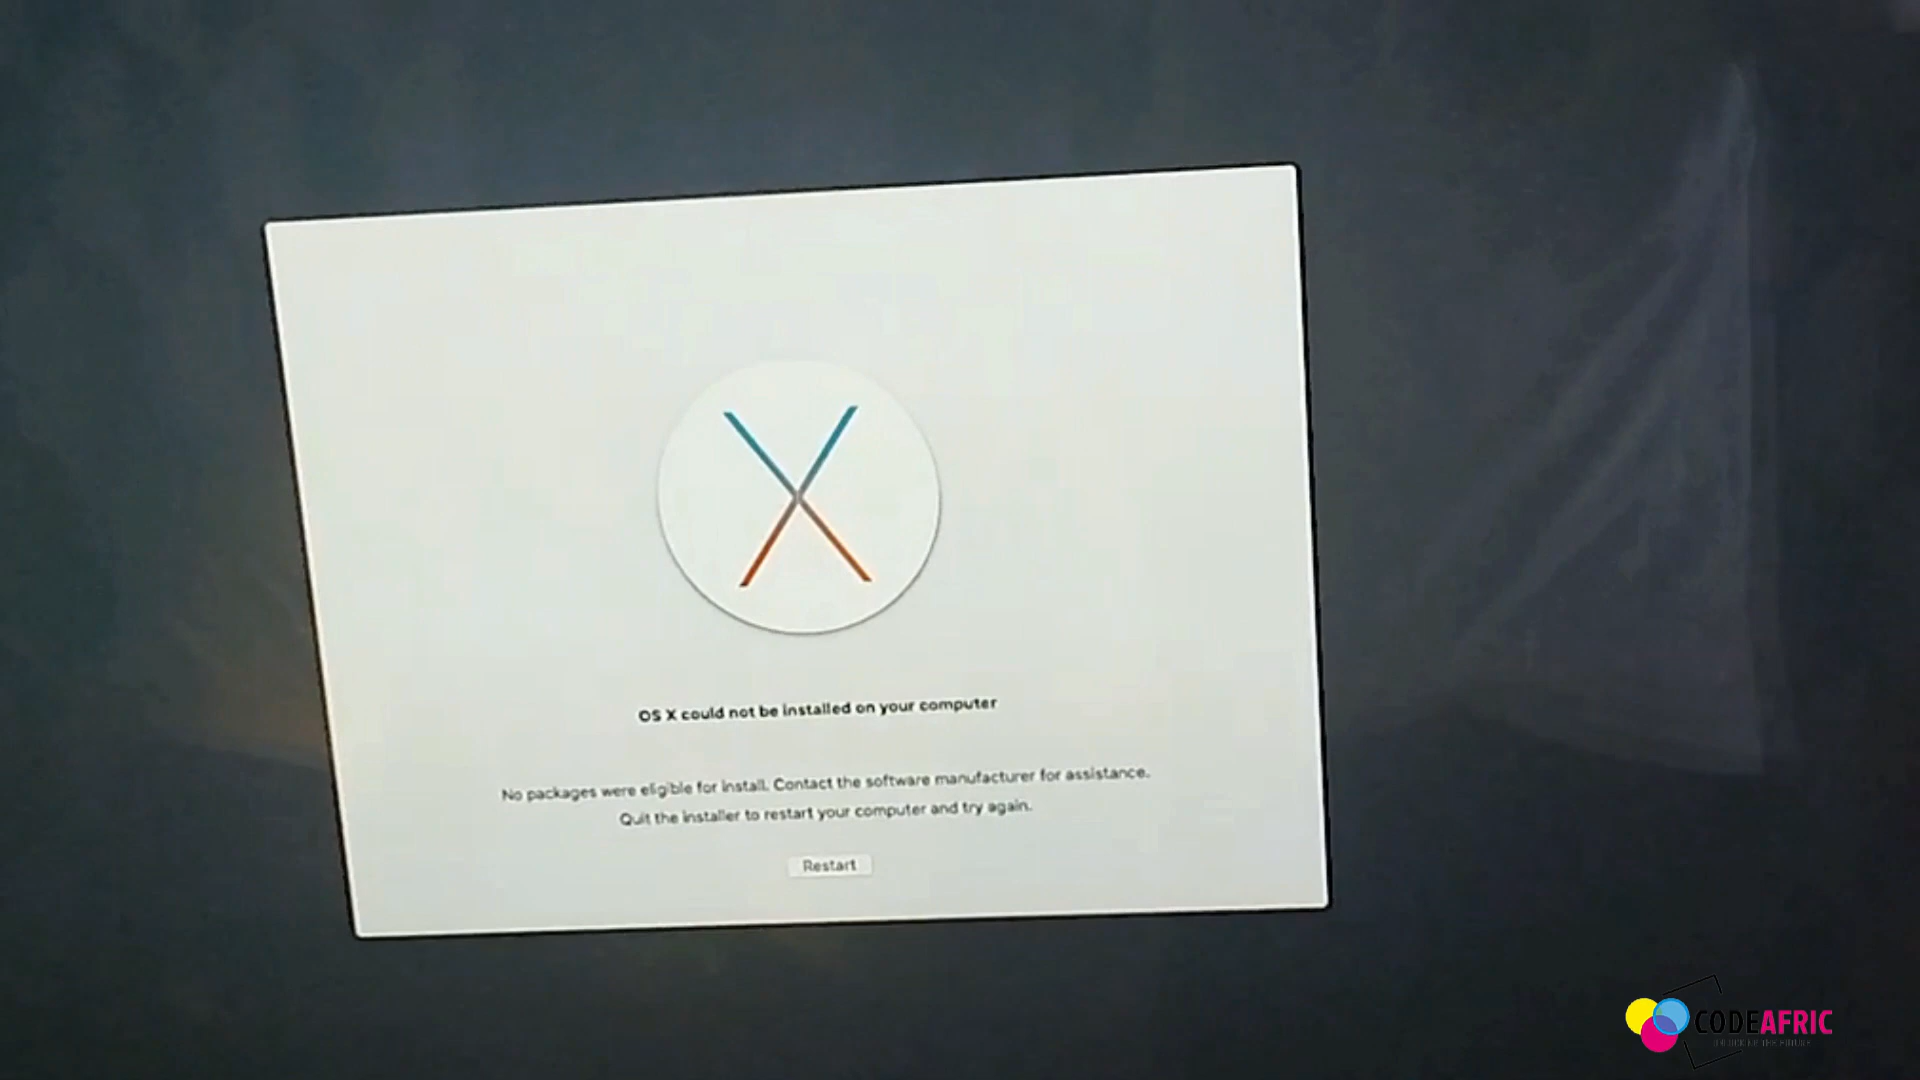 OS X could not be installed on your computer
No packages were eligible for install. Contact the software manufacturer for assistance.
Quit the installer to restart your computer and try again.
Restart
CODEAFRIC